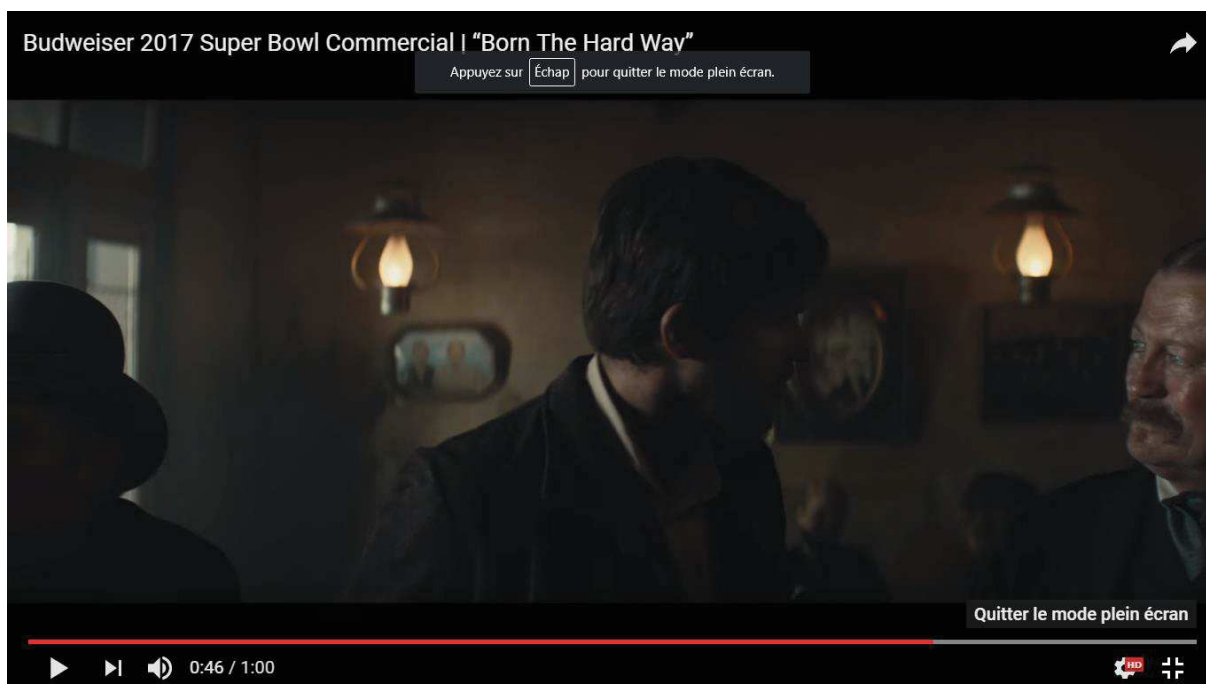 Budweiser 2017 Super Bowl Commercial | “Born The Hard Way”
Appuyez sur Échap pour quitter le mode plein écran.
Quitter le mode plein écran
0:46 / 1:00
HD